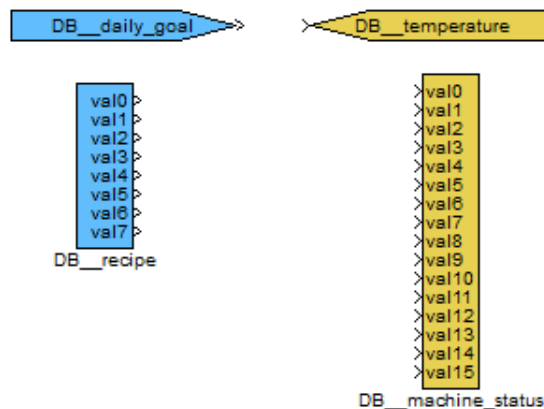 DB__daily_goal
DB__temperature
val0
val1
val2
val3
val4
val5
val6
val7
DB__recipe
val0
val1
val2
val3
val4
val5
val6
val7
val8
val9
val10
val11
val12
val13
val14
val15
DB__machine_status